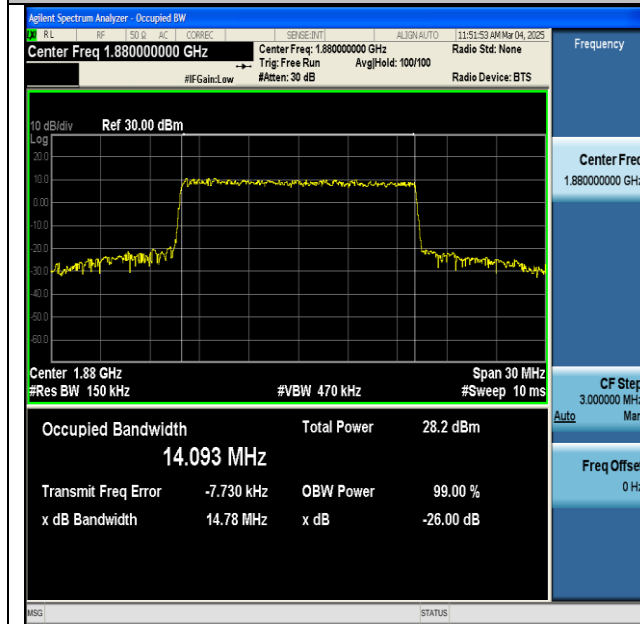 Agilent Spectrum Analyzer - Occupied BW
RL RF 50 Ω AC CORREC SENSE:INT ALIGN AUTO 11:51:53 AM Mar 04, 2025
Center Freq 1.880000000 GHz Center Freq: 1.880000000 GHz Radio Std: None
Trig: Free Run Avg|Hold: 100/100
#IFGain:Low #Atten: 30 dB Radio Device: BTS
10 dB/div Ref 30.00 dBm
Log
20.0
10.0
0.00
-10.0
-20.0
-30.0
-40.0
-50.0
-60.0
Center 1.88 GHz Span 30 MHz
#Res BW 150 kHz #VBW 470 kHz #Sweep 10 ms
Occupied Bandwidth Total Power 28.2 dBm
14.093 MHz
Transmit Freq Error -7.730 kHz OBW Power 99.00 %
x dB Bandwidth 14.78 MHz x dB -26.00 dB
MSG STATUS
Frequency
Center Freq
1.880000000 GHz
CF Step
3.000000 MHz
Auto Man
Freq Offset
0 Hz